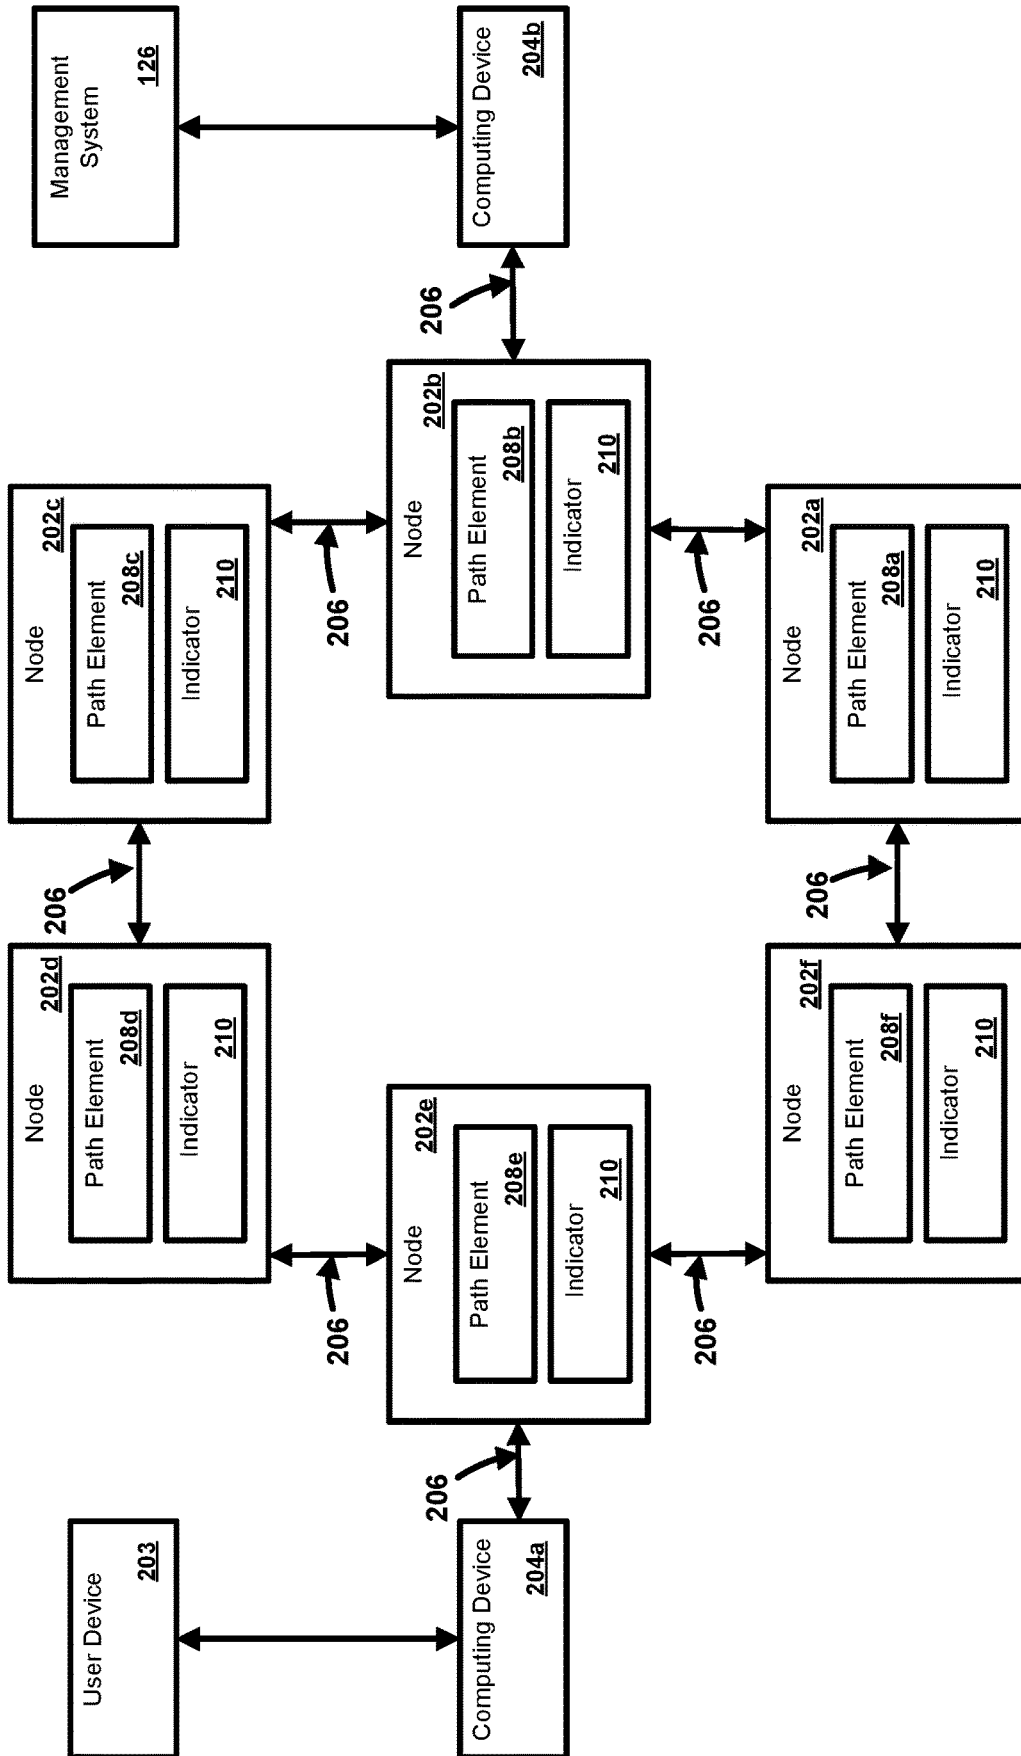 User Device
203
Computing Device
204a
206
Node
202d
Path Element
208d
Indicator
210
206
Node
202c
Path Element
208c
Indicator
210
Management
System
126
206
206
Node
202e
Path Element
208e
Indicator
210
Node
202b
Path Element
208b
Indicator
210
206
Computing Device
204b
206
206
Node
202f
Path Element
208f
Indicator
210
206
Node
202a
Path Element
208a
Indicator
210